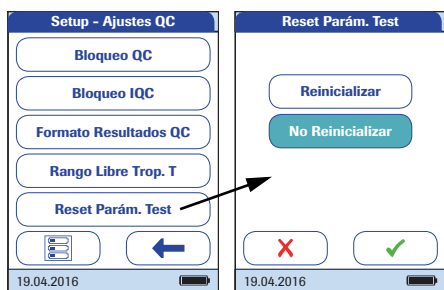 Setup - Ajustes QC
Bloqueo QC
Bloqueo IQC
Formato Resultados QC
Rango Libre Trop. T
Reset Parám. Test
19.04.2016
Reset Parám. Test
Reinicializar
No Reinicializar
19.04.2016